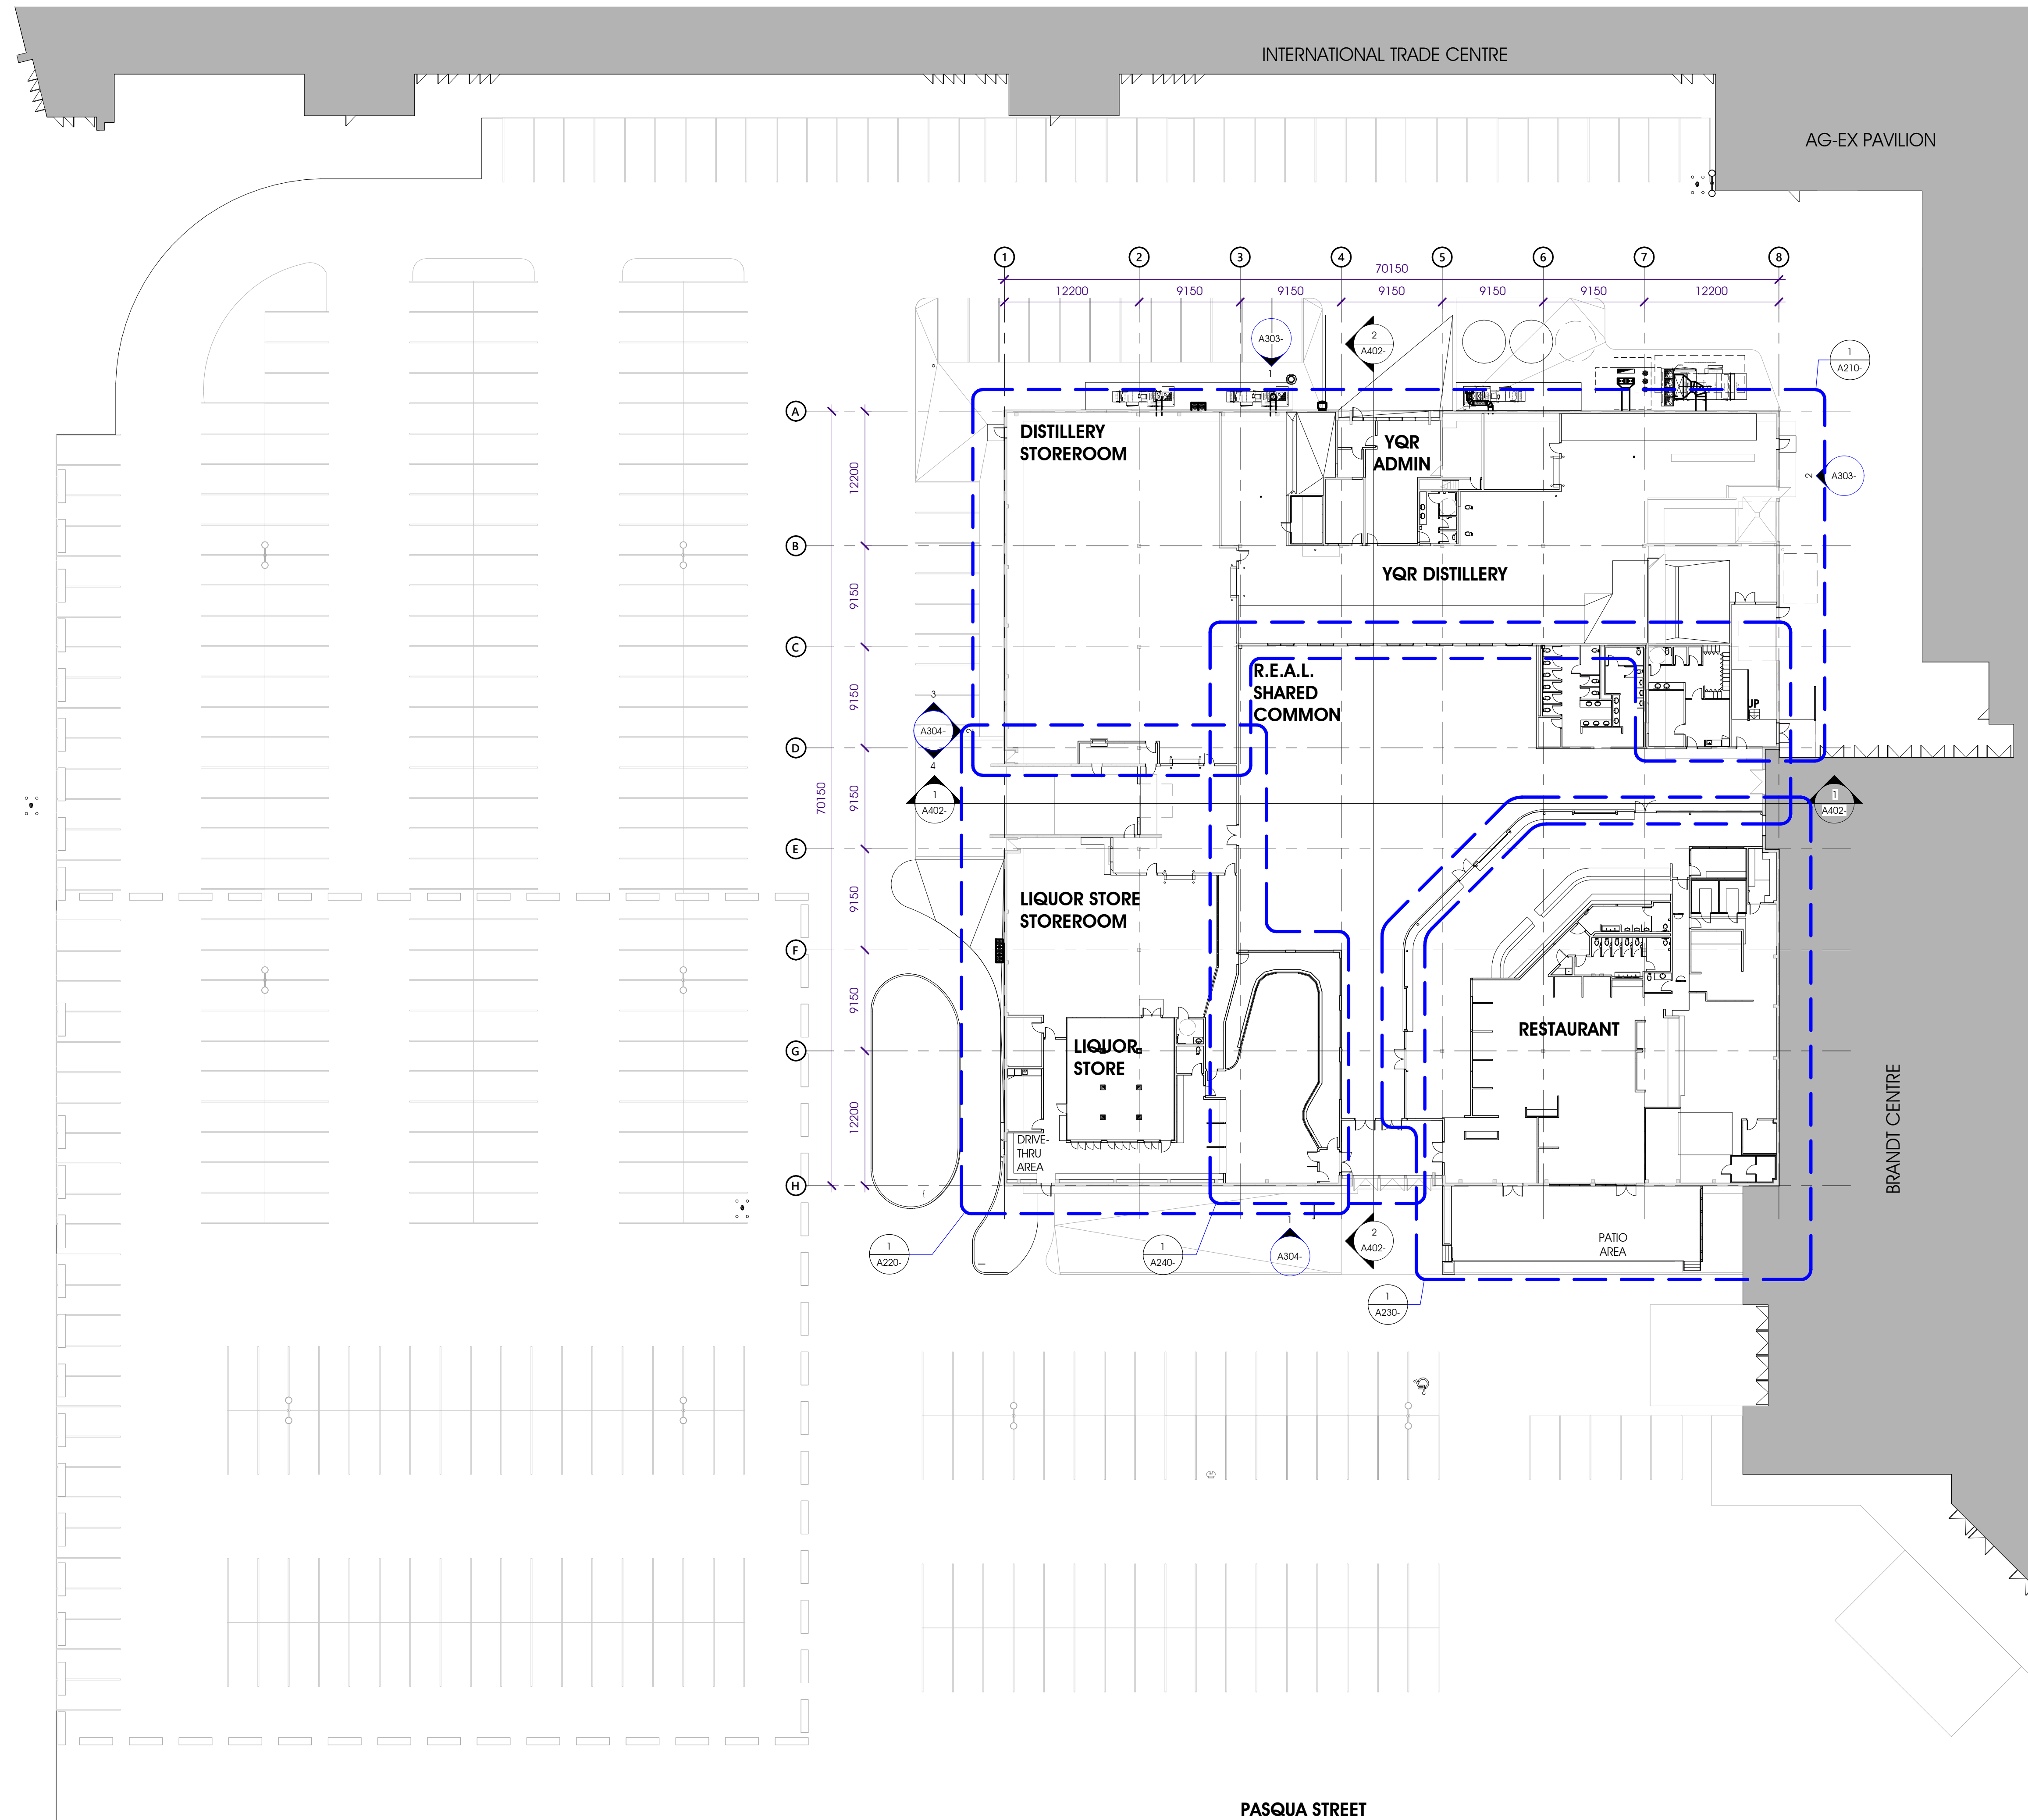 INTERNATIONAL TRADE CENTRE
AG-EX PAVILION
1 2 3 4 5 6 7 8
70150
12200 9150 9150 9150 9150 9150 12200
A303-
1
2
A402-
1
A210-
A
DISTILLERY
STOREROOM
YQR
ADMIN
12200
2
A303-
B
YQR DISTILLERY
9150
C
R.E.A.L.
SHARED
COMMON
9150
UP
3
A304-
2
4
D
1
A402-
70150
9150
1
A402-
E
LIQUOR STORE
STOREROOM
9150
F
9150
RESTAURANT
G
LIQUOR
STORE
12200
DRIVE-
THRU
AREA
BRANDT CENTRE
H
1
A220-
1
A240-
1
A304-
2
A402-
PATIO
AREA
1
A230-
PASQUA STREET